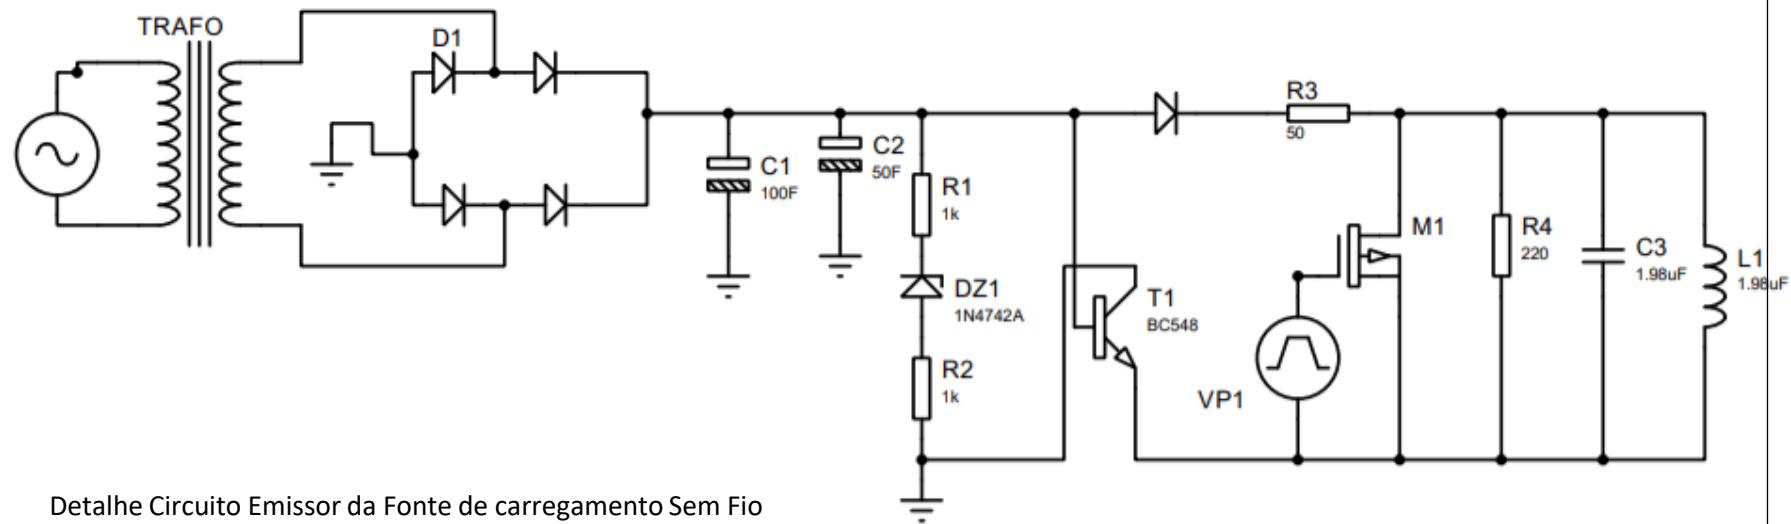 TRAFO
D1
C1
100F
C2
50F
R1
1k
DZ1
1N4742A
R2
1k
T1
BC548
R3
50
VP1
M1
R4
220
C3
1.98uF
L1
1.98uF
Detalhe Circuito Emissor da Fonte de carregamento Sem Fio